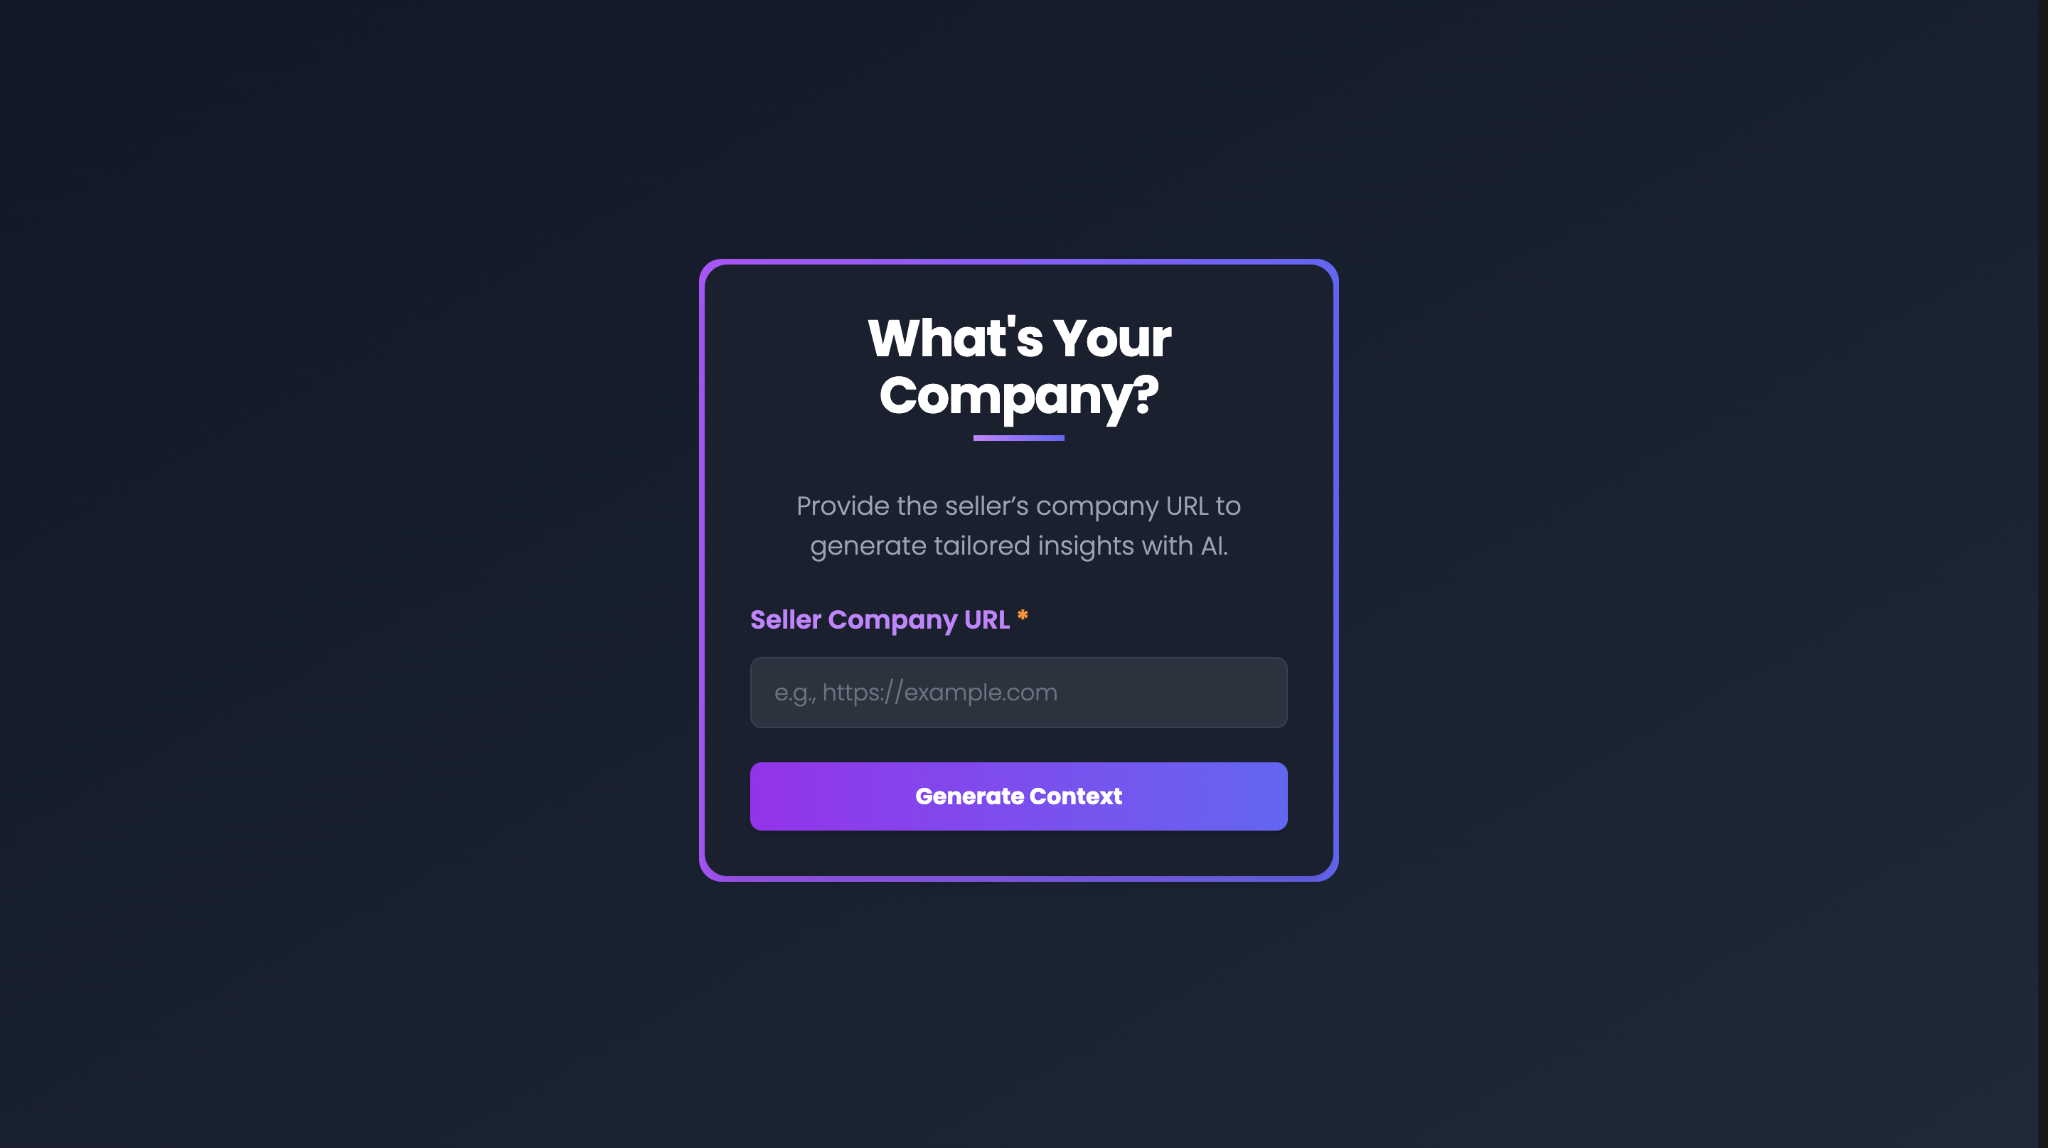 What's Your
Company?
Provide the seller’s company URL to
generate tailored insights with AI.
Seller Company URL *
e.g., https://example.com
Generate Context